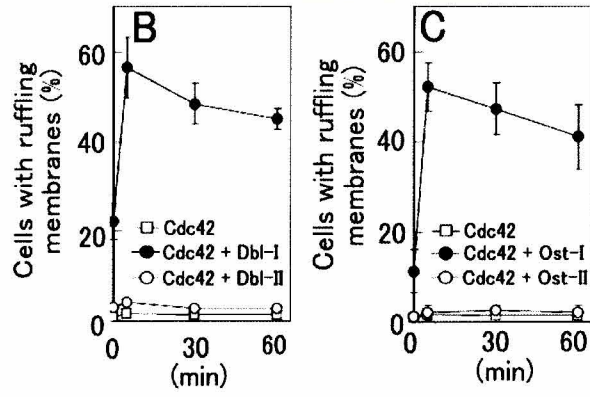 B
Cells with ruffling
membranes (%)
60
40
20
0
Cdc42
Cdc42 + Dbl-I
Cdc42 + Dbl-II
0 30 60
(min)
C
Cells with ruffling
membranes (%)
60
40
20
0
Cdc42
Cdc42 + Ost-I
Cdc42 + Ost-II
0 30 60
(min)